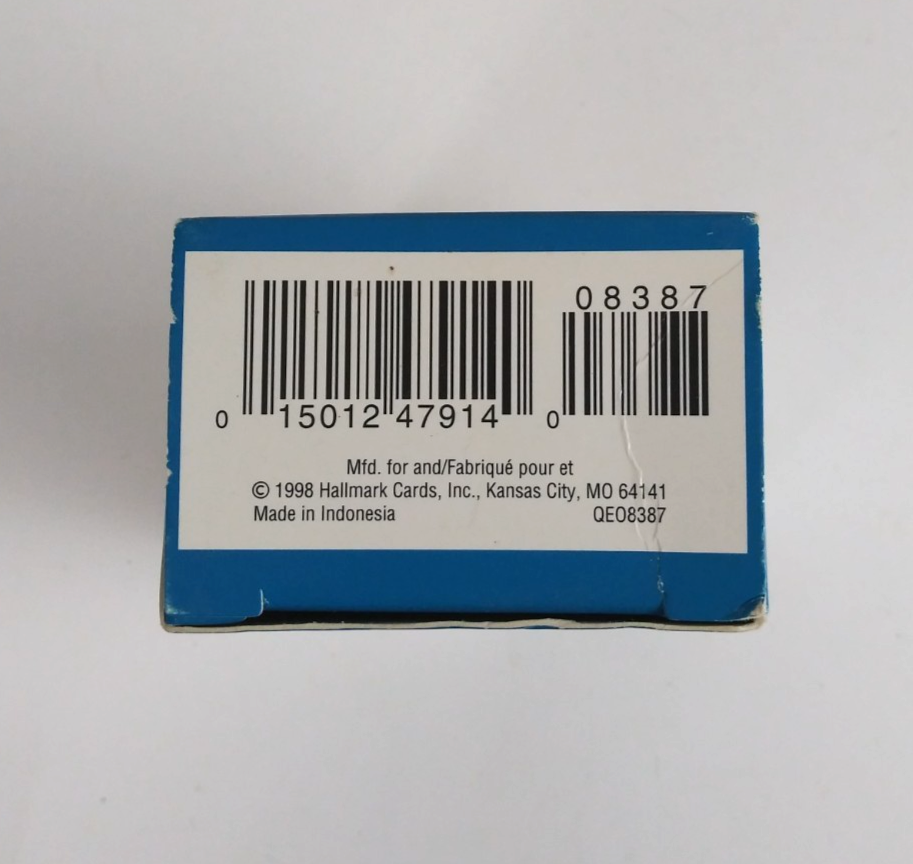 08387
0 15012 47914 0
Mfd. for and/Fabriqué pour et
© 1998 Hallmark Cards, Inc., Kansas City, MO 64141
Made in Indonesia QEO8387